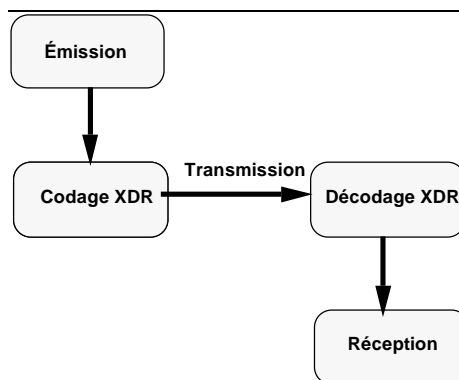 Émission
Transmission
Codage XDR
Décodage XDR
Réception